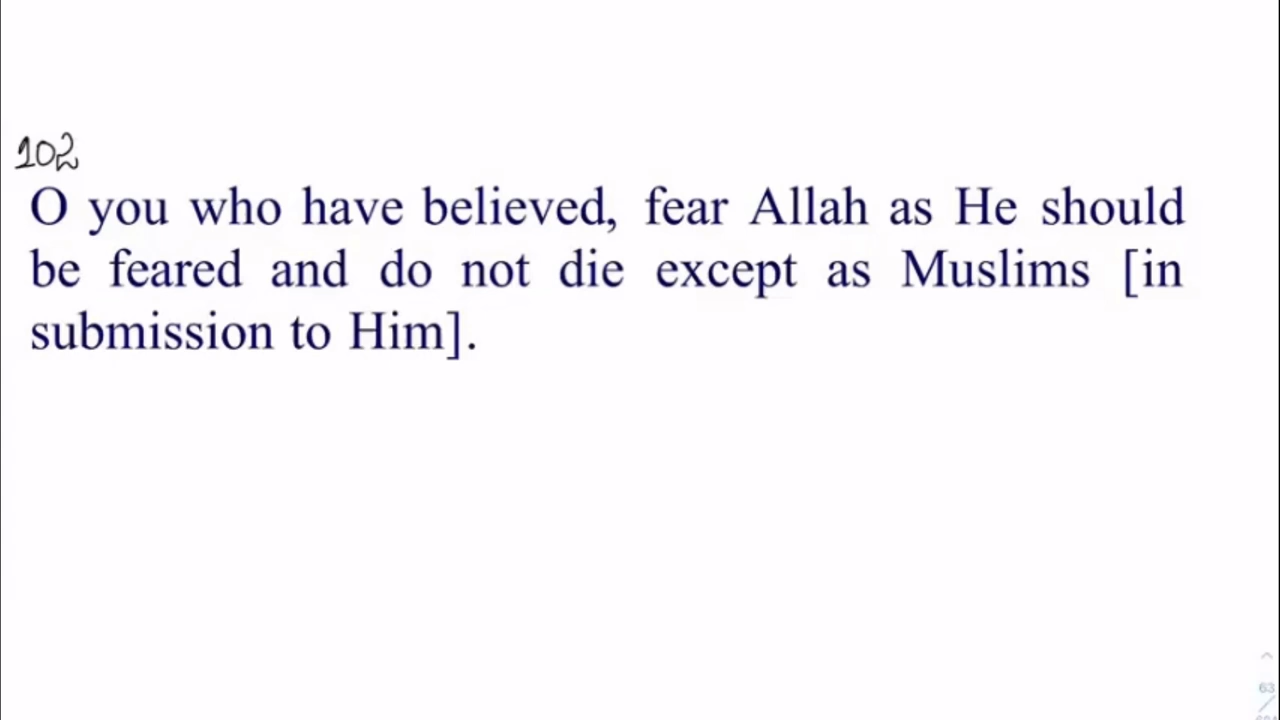 102
O you who have believed, fear Allah as He should
be feared and do not die except as Muslims [in
submission to Him].
63